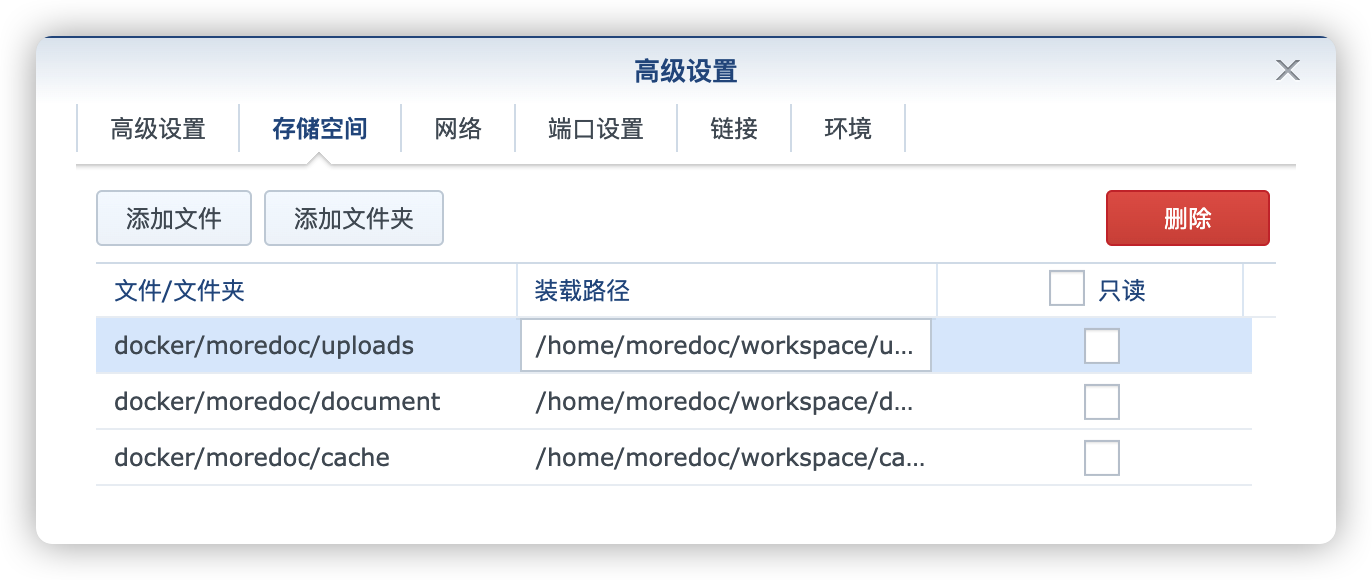 高级设置
高级设置 存储空间 网络 端口设置 链接 环境
添加文件 添加文件夹 删除
文件/文件夹 装载路径 只读
docker/moredoc/uploads /home/moredoc/workspace/u...
docker/moredoc/document /home/moredoc/workspace/d...
docker/moredoc/cache /home/moredoc/workspace/ca...